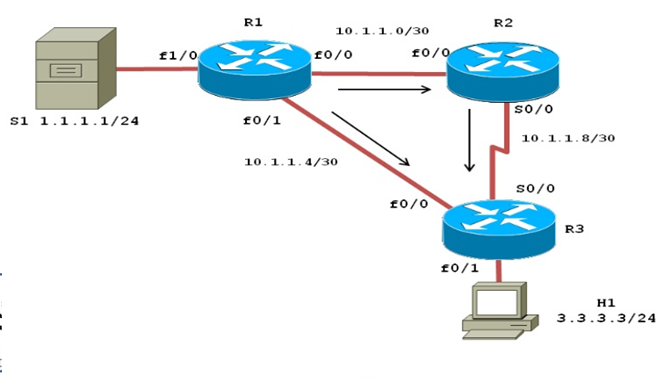 R1
R2
10.1.1.0/30
f1/0
f0/0
f0/0
S1 1.1.1.1/24
f0/1
S0/0
10.1.1.8/30
10.1.1.4/30
S0/0
f0/0
R3
f0/1
H1
3.3.3.3/24